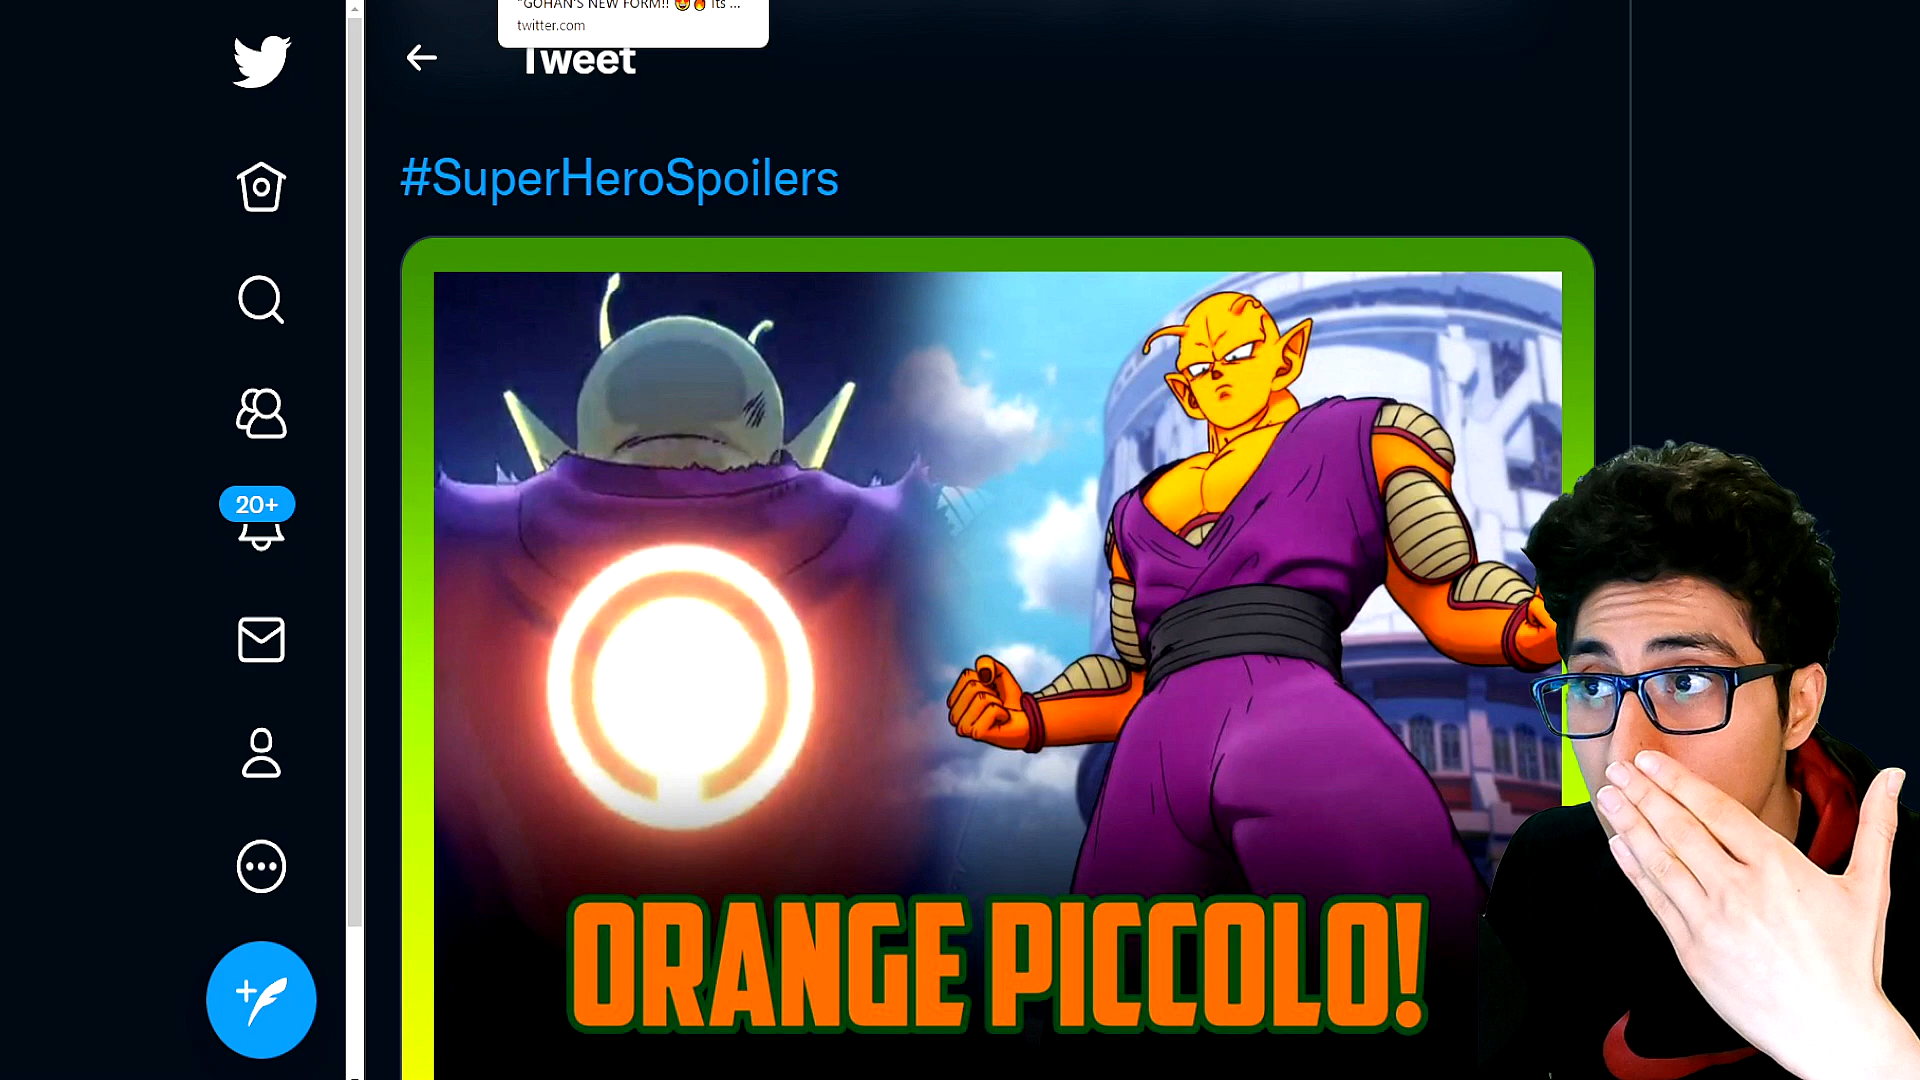 "GOHAN'S NEW FORM!! 😍🔥 Its ...
twitter.com
Tweet
#SuperHeroSpoilers
20+
ORANGE PICCOLO!